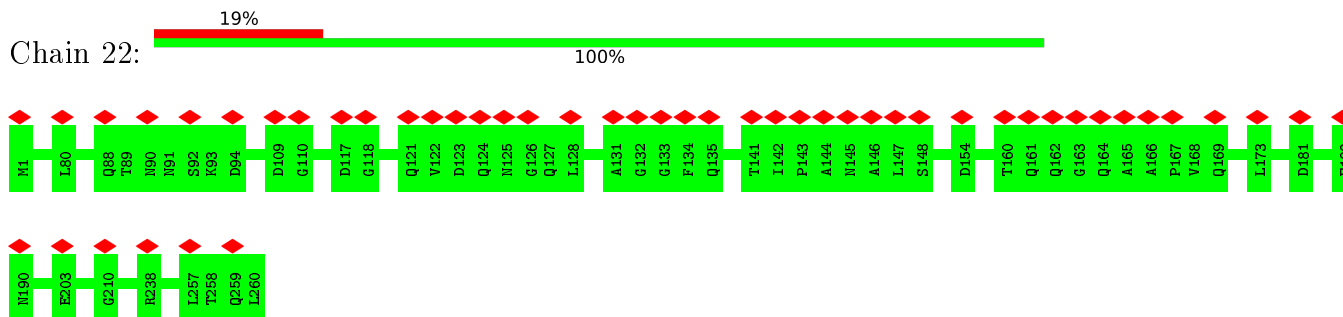 19%
Chain 22:
100%
M1 L80 Q88 T89 N90 N91 S92 K93 D94 D109 G110 D117 G118 Q121 V122 D123 Q124 N125 G126 Q127 L128 A131 G132 G133 F134 Q135 T141 I142 P143 A144 N145 A146 L147 S148 D154 T160 Q161 Q162 G163 Q164 A165 A166 P167 V168 Q169 L173 D181
N190 E203 G210 R238 L257 T258 Q259 L260